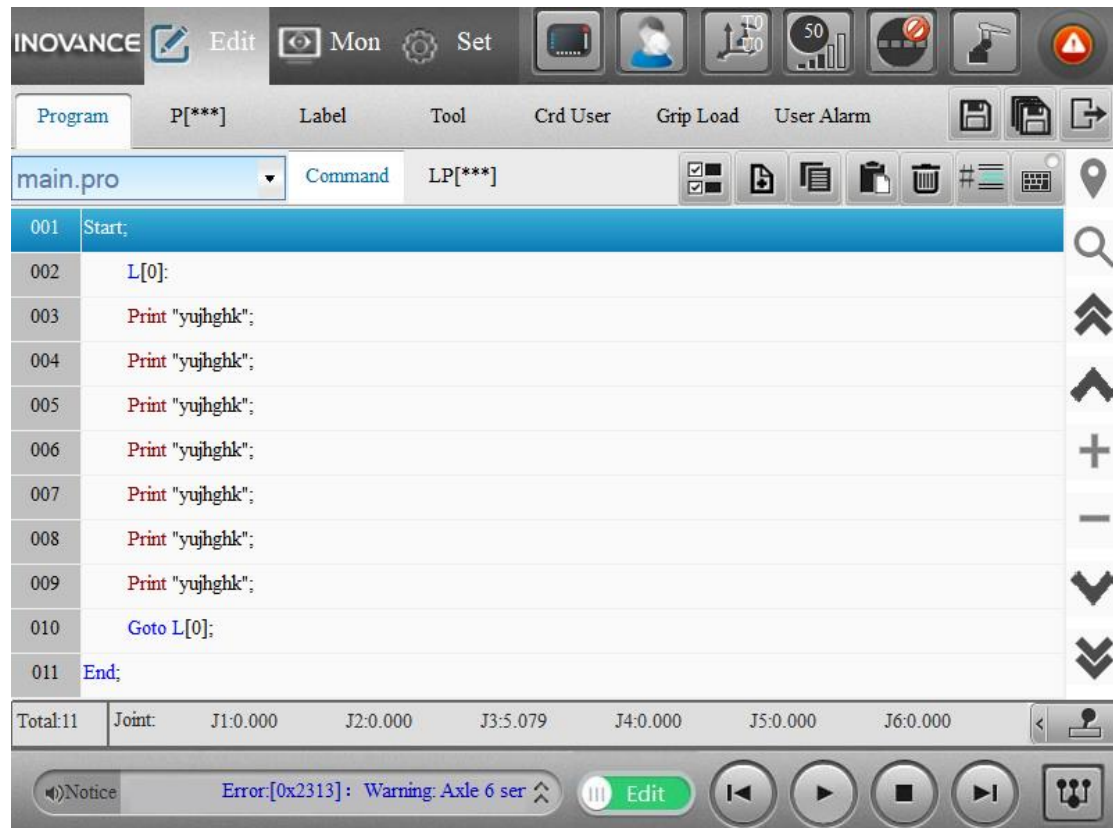 INOVANCE Edit Mon Set T0 U0 50
Program P[***] Label Tool Crd User Grip Load User Alarm
main.pro Command LP[***] #
001 Start;
002 L[0]:
003 Print "yujhghk";
004 Print "yujhghk";
005 Print "yujhghk";
006 Print "yujhghk";
007 Print "yujhghk";
008 Print "yujhghk";
009 Print "yujhghk";
010 Goto L[0];
011 End;
Total:11 Joint: J1:0.000 J2:0.000 J3:5.079 J4:0.000 J5:0.000 J6:0.000
Notice Error:[0x2313]：Warning: Axle 6 ser Edit